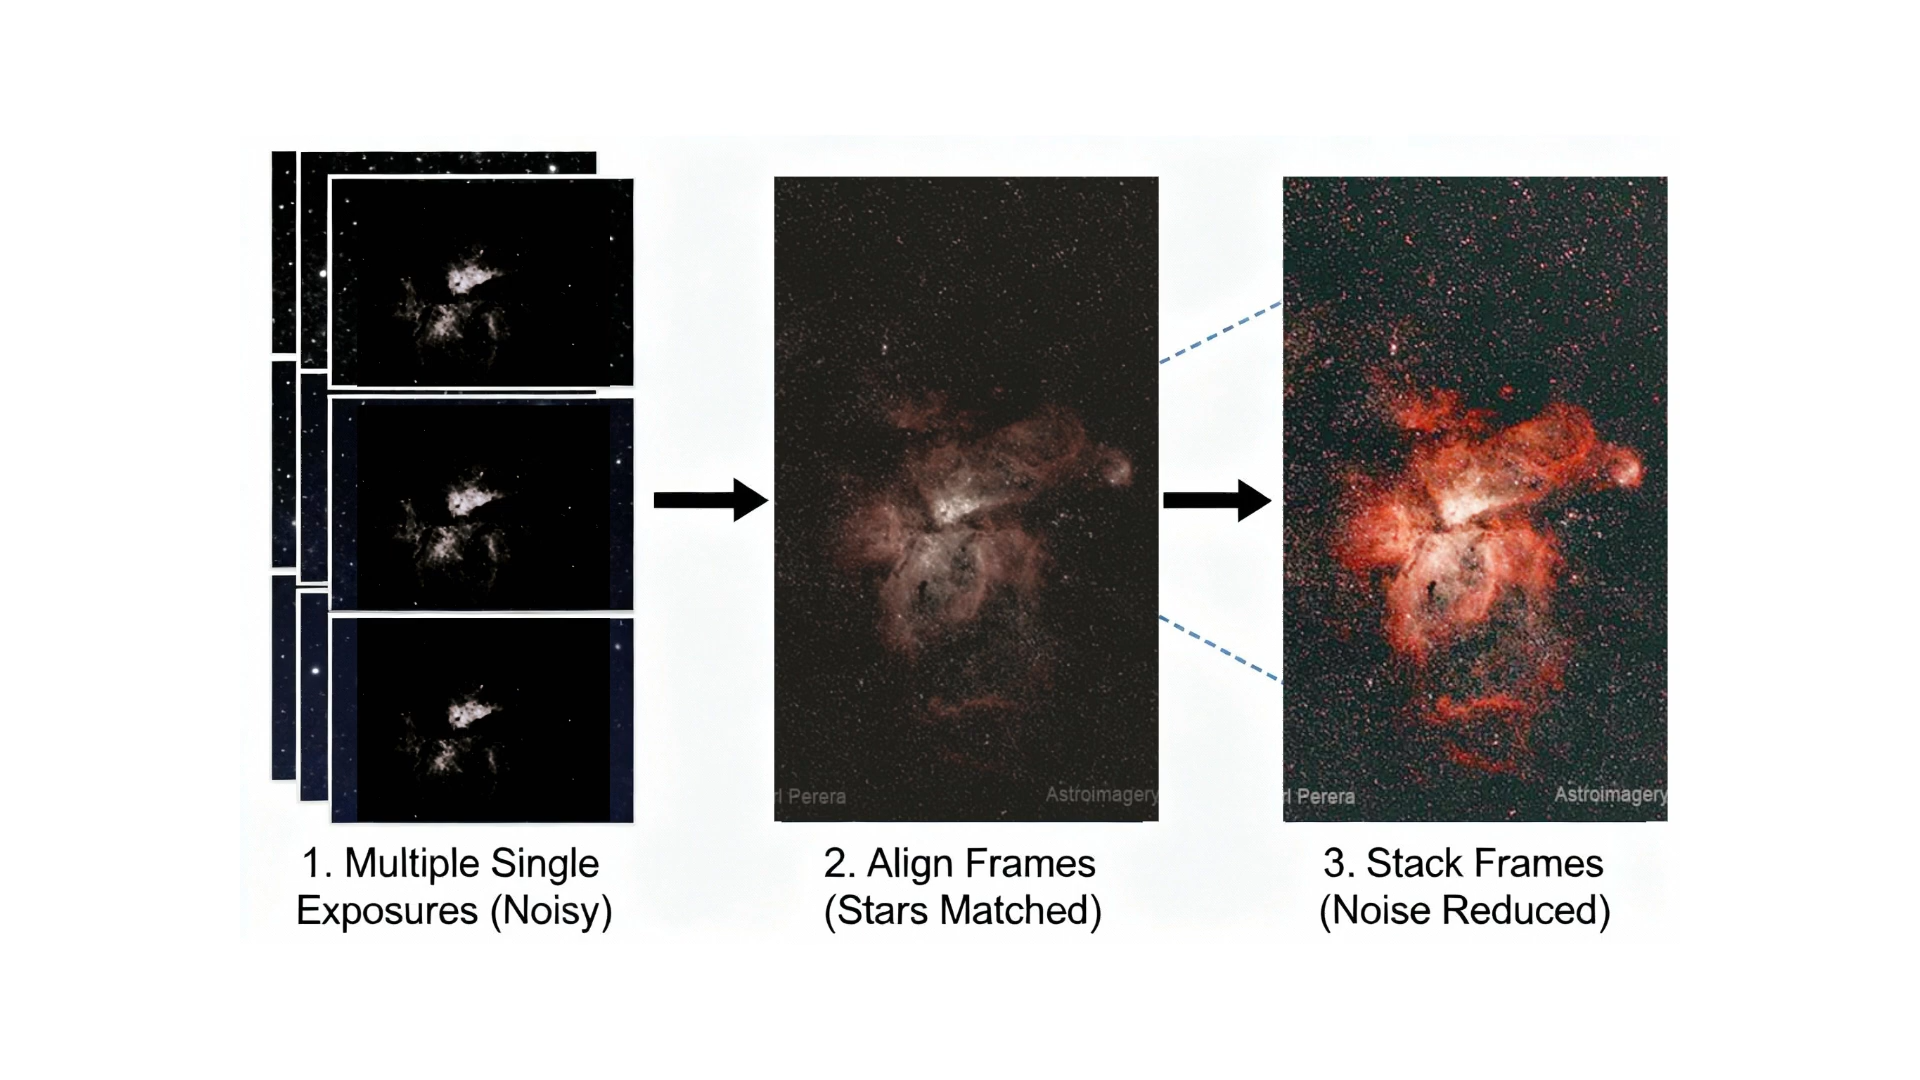 l Perera
Astroimagery
l Perera
Astroimagery
1. Multiple Single
Exposures (Noisy)
2. Align Frames
(Stars Matched)
3. Stack Frames
(Noise Reduced)